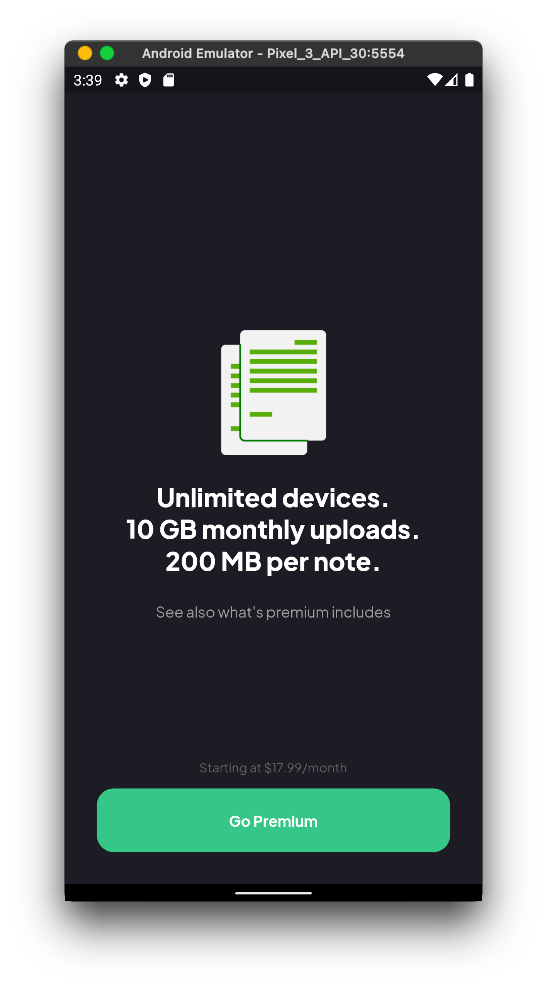 Android Emulator - Pixel_3_API_30:5554
3:39
Unlimited devices.
10 GB monthly uploads.
200 MB per note.
See also what's premium includes
Starting at $17.99/month
Go Premium